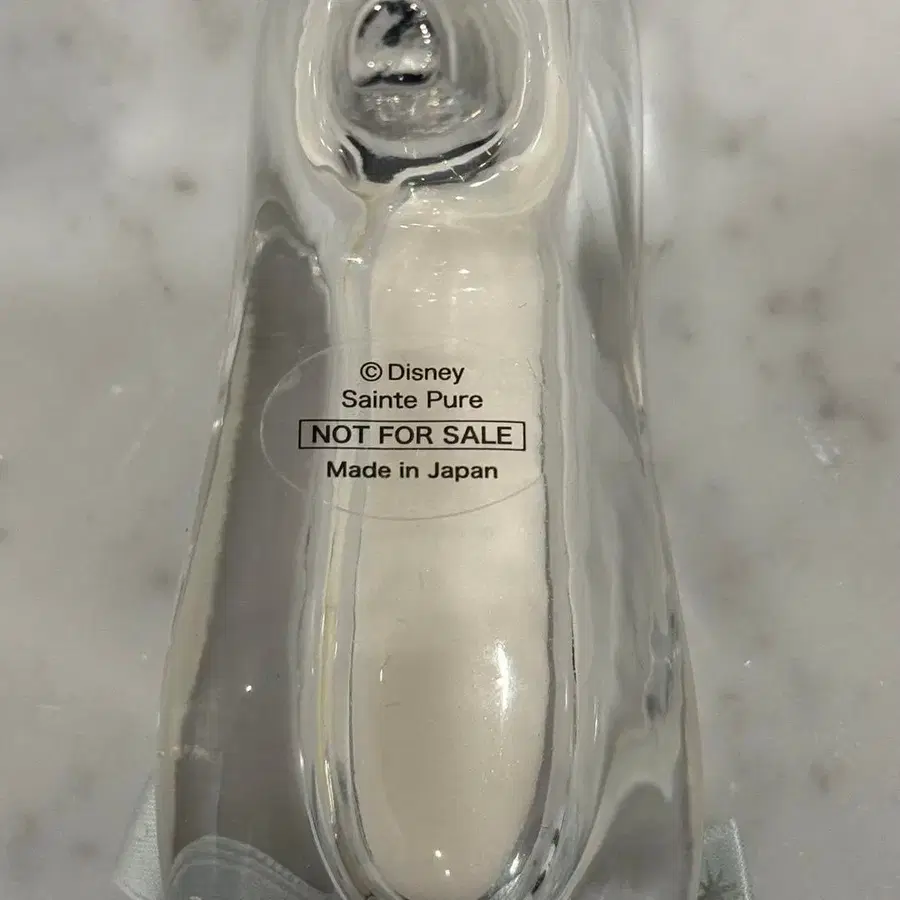 © Disney
Sainte Pure
NOT FOR SALE
Made in Japan